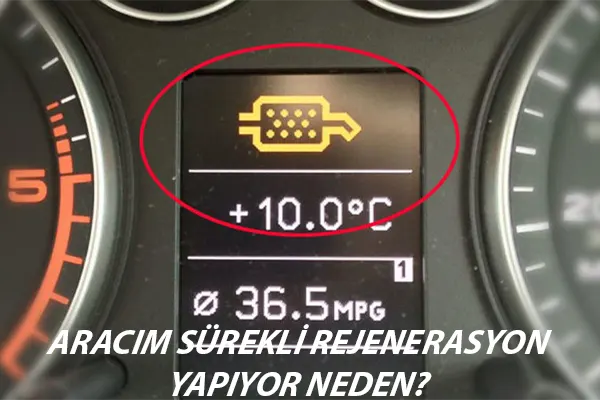 5
+10.0°C
1
Ø 36.5MPG
ARACIM SÜREKLİ REJENERASYON
YAPIYOR NEDEN?